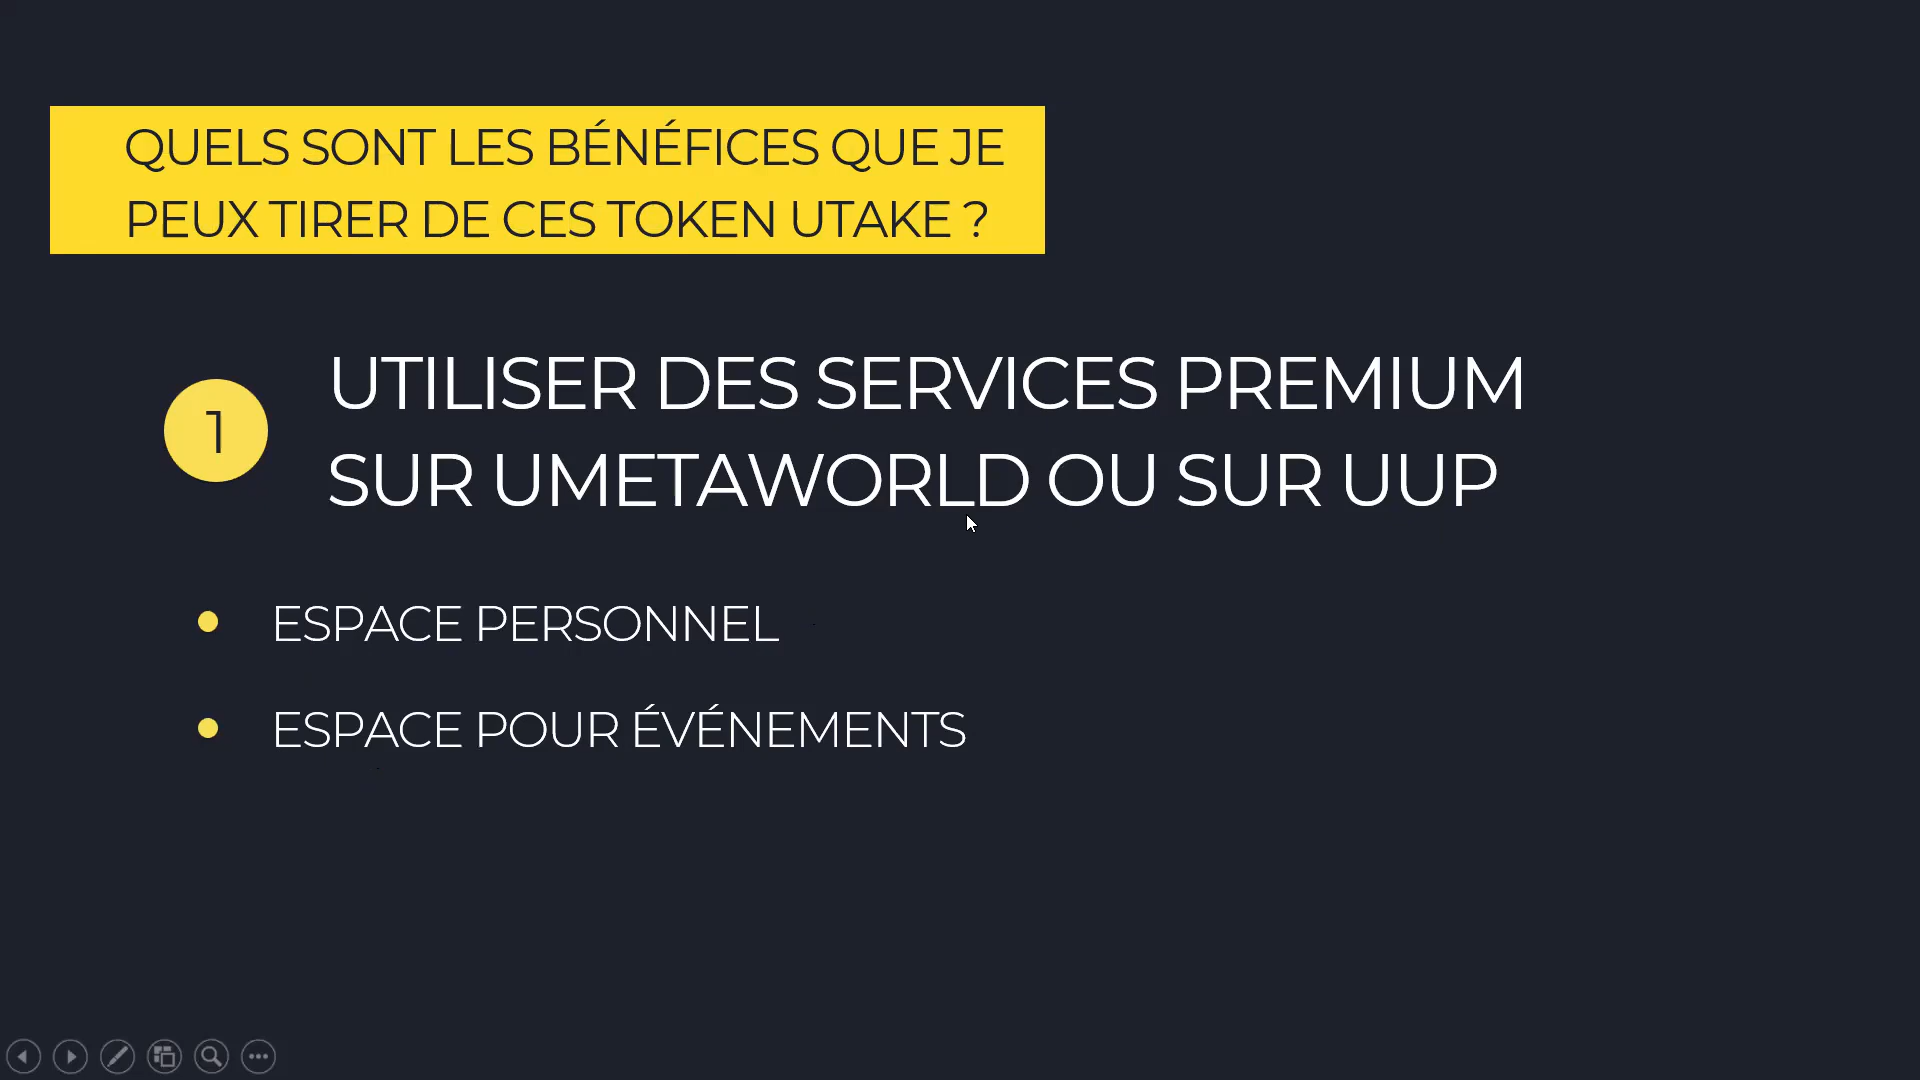 QUELS SONT LES BÉNÉFICES QUE JE
PEUX TIRER DE CES TOKEN UTAKE ?
1
UTILISER DES SERVICES PREMIUM
SUR UMETAWORLD OU SUR UUP
ESPACE PERSONNEL
ESPACE POUR ÉVÉNEMENTS